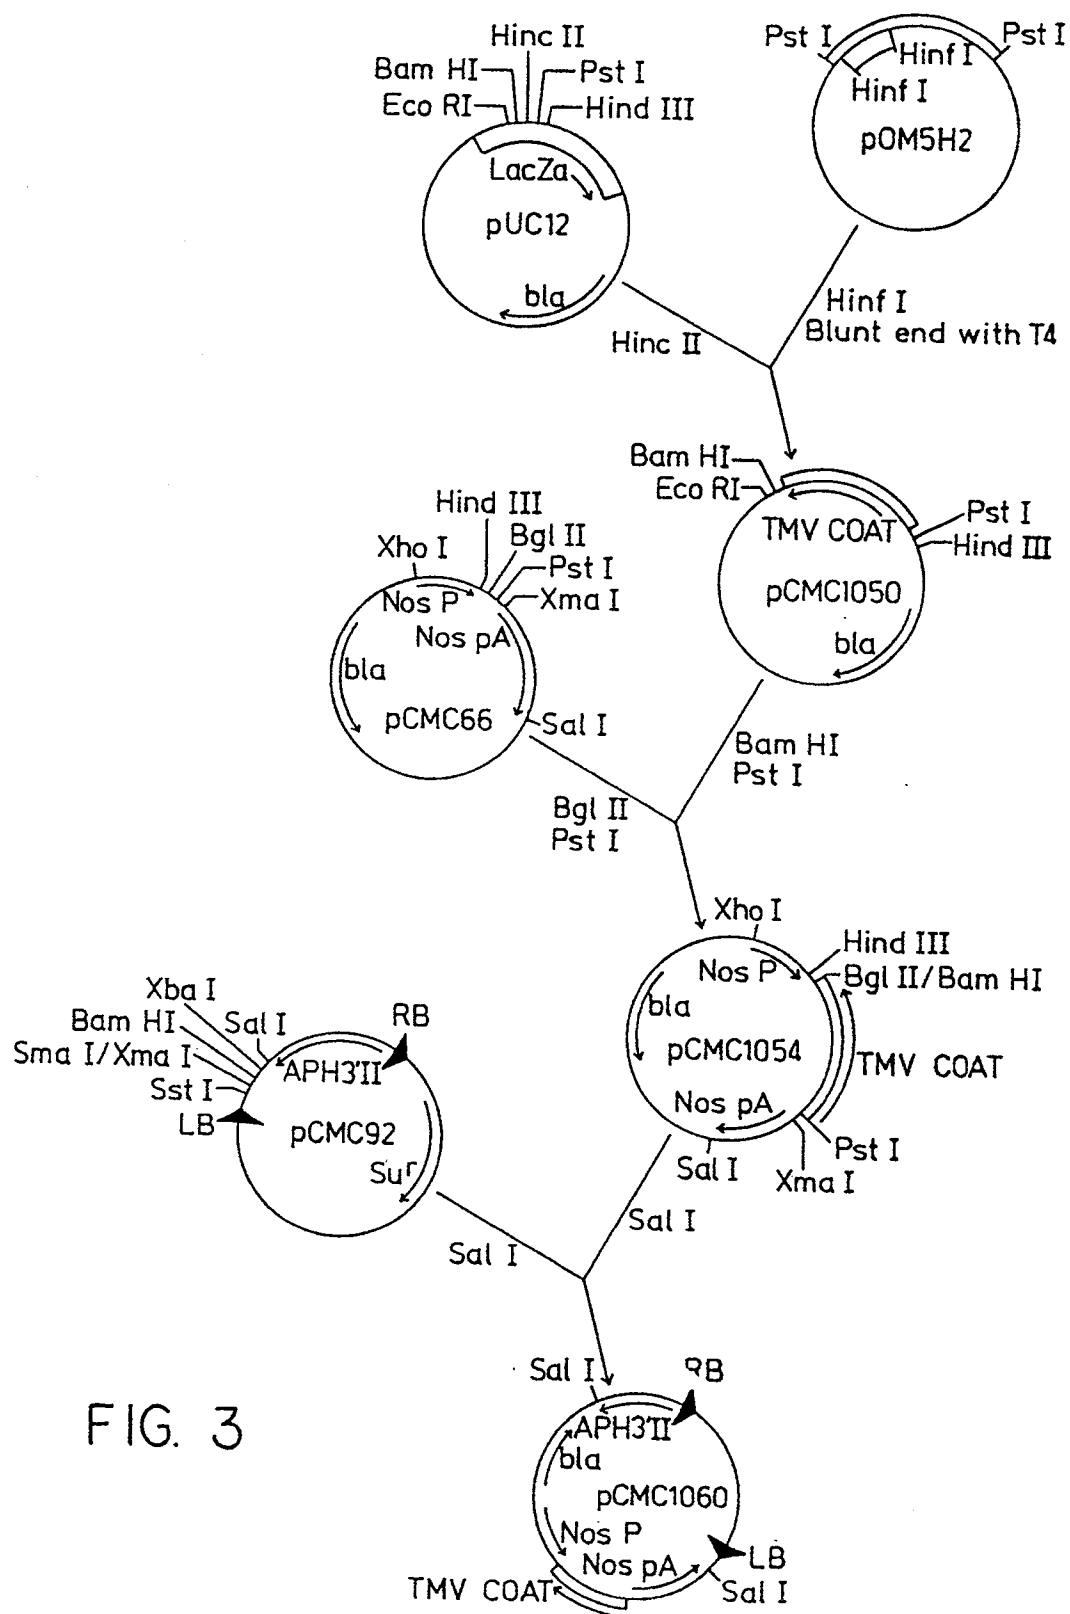 Hinc II
Bam HI
Pst I
Eco RI
Hind III
LacZa
pUC12
bla
Pst I
Pst I
Hinf I
Hinf I
pOM5H2
Hinc II
Hinf I
Blunt end with T4
Bam HI
Eco RI
Pst I
Hind III
TMV COAT
pCMC1050
bla
Hind III
Xho I
Bgl II
Pst I
Xma I
Nos P
Nos pA
bla
pCMC66
Sal I
Bgl II
Pst I
Bam HI
Pst I
Xho I
Hind III
Bgl II/Bam HI
Nos P
bla
pCMC1054
TMV COAT
Nos pA
Pst I
Sal I
Xma I
Xba I
Bam HI
Sal I
RB
Sma I/Xma I
Sst I
APH3'II
LB
pCMC92
Su^r
Sal I
Sal I
Sal I
RB
APH3'II
bla
pCMC1060
Nos P
Nos pA
LB
Sal I
TMV COAT
FIG. 3